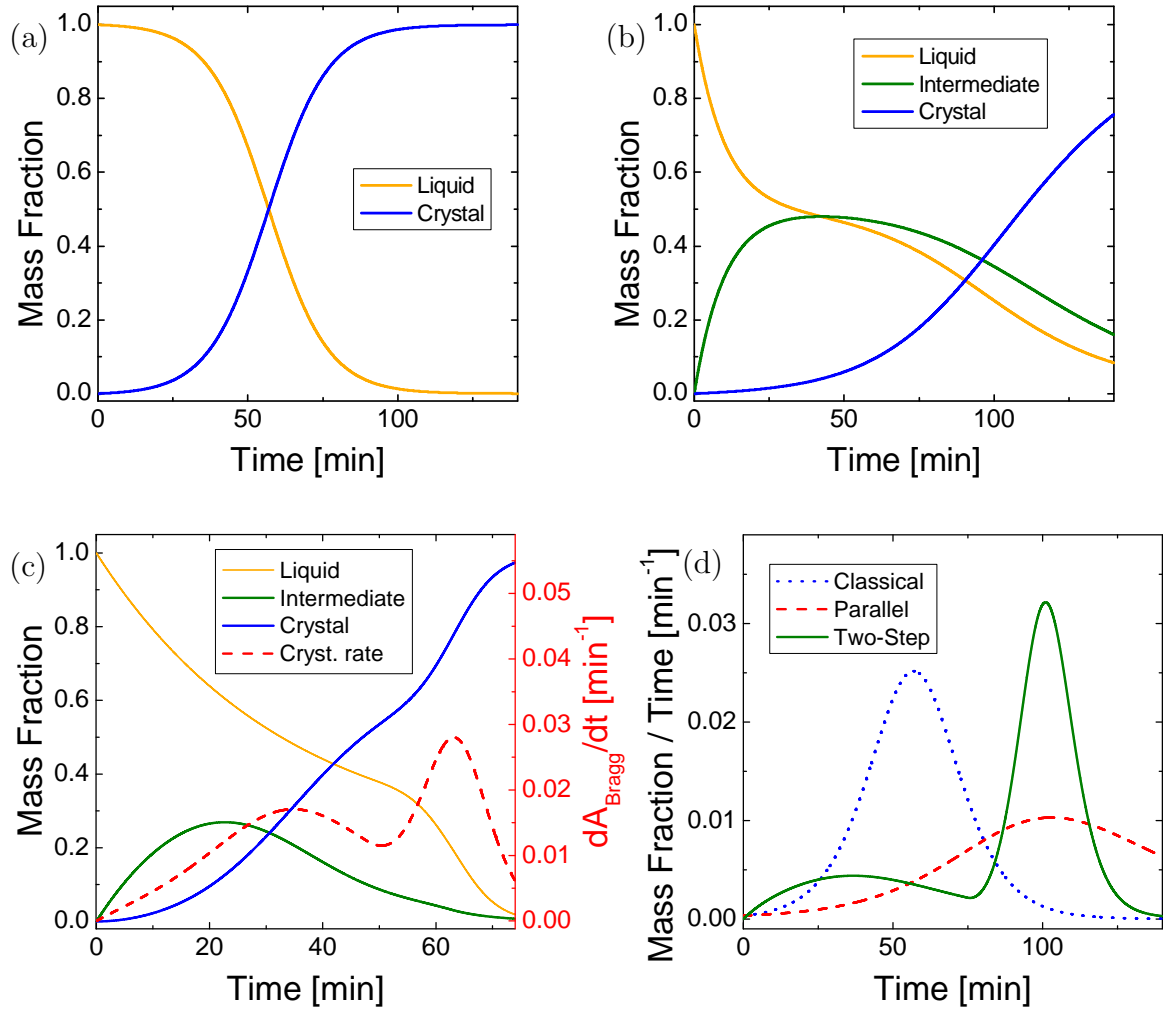 (a)
1.0
0.8
0.6
0.4
0.2
0.0
Mass Fraction
Liquid
Crystal
0
50
100
Time [min]
(b)
1.0
0.8
0.6
0.4
0.2
0.0
Mass Fraction
Liquid
Intermediate
Crystal
0
50
100
Time [min]
(c)
1.0
0.8
0.6
0.4
0.2
0.0
Mass Fraction
Liquid
Intermediate
Crystal
Cryst. rate
0.05
0.04
0.03
0.02
0.01
0.00
dA_Bragg/dt [min⁻¹]
0
20
40
60
Time [min]
(d)
0.03
0.02
0.01
0.00
Mass Fraction / Time [min⁻¹]
Classical
Parallel
Two-Step
0
50
100
Time [min]